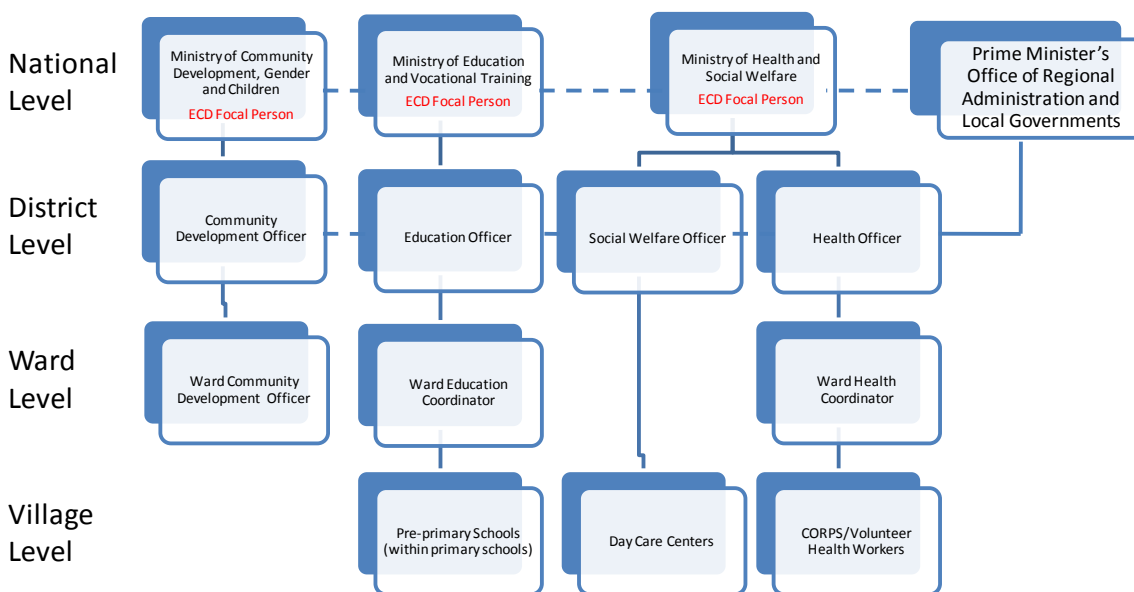 National
Level
Ministry of Community
Development, Gender
and Children
ECD Focal Person
Ministry of Education
and Vocational Training
ECD Focal Person
Ministry of Health and
Social Welfare
ECD Focal Person
Prime Minister’s
Office of Regional
Administration and
Local Governments
District
Level
Community
Development Officer
Education Officer
Social Welfare Officer
Health Officer
Ward
Level
Ward Community
Development Officer
Ward Education
Coordinator
Ward Health
Coordinator
Village
Level
Pre-primary Schools
(within primary schools)
Day Care Centers
CORPS/Volunteer
Health Workers